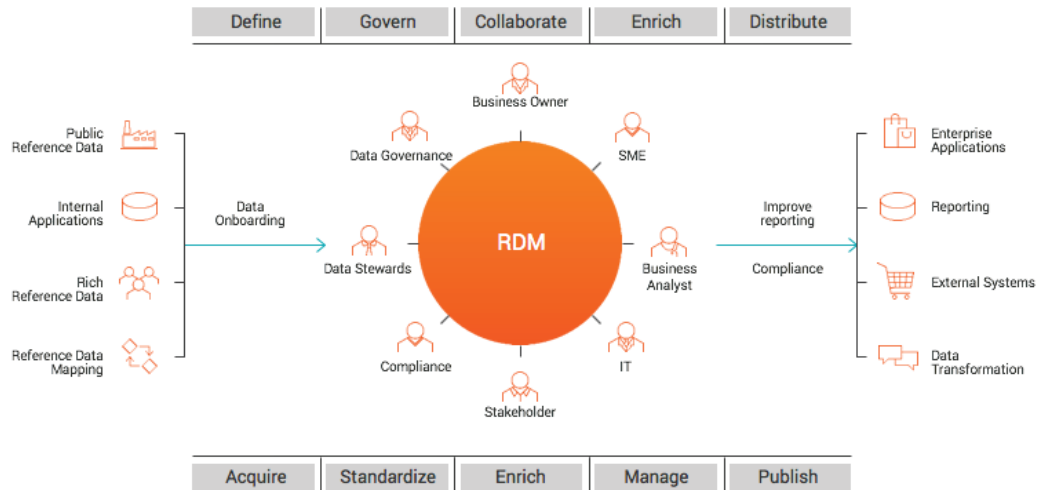 Define
Govern
Collaborate
Enrich
Distribute
Business Owner
Public
Reference Data
Data Governance
SME
Enterprise
Applications
Internal
Applications
Data
Onboarding
RDM
Improve
reporting
Reporting
Data Stewards
Business
Analyst
Compliance
Rich
Reference Data
External Systems
Reference Data
Mapping
Compliance
IT
Data
Transformation
Stakeholder
Acquire
Standardize
Enrich
Manage
Publish